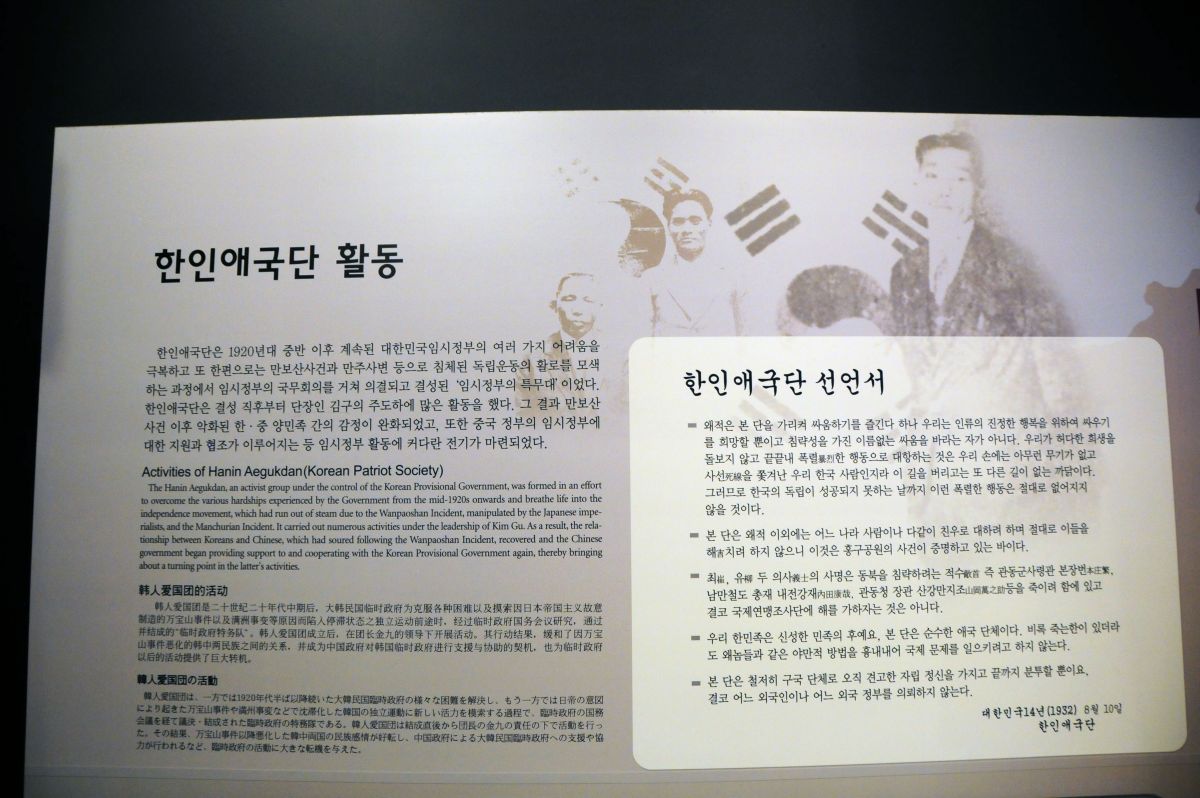 한인애국단 활동
한인애국단은 1920년대 중반 이후 계속된 대한민국임시정부의 여러 가지 어려움을
극복하고 또 한편으로는 만보산사건과 만주사변 등으로 침체된 독립운동의 활로를 모색
하는 과정에서 임시정부의 국무회의를 거쳐 의결되고 결성된 '임시정부의 특무대'이었다.
한인애국단은 결성 직후부터 단장인 김구의 주도하에 많은 활동을 했다. 그 결과 만보산
사건 이후 악화된 한·중 양민족 간의 감정이 완화되었고, 또한 중국 정부의 임시정부에
대한 지원과 협조가 이루어지는 등 임시정부 활동에 커다란 전기가 마련되었다.
Activities of Hanin Aegukdan(Korean Patriot Society)
The Hanin Aegukdan, an activist group under the control of the Korean Provisional Government, was formed in an effort
to overcome the various hardships experienced by the Government from the mid-1920s onwards and breathe life into the
independence movement, which had run out of steam due to the Wanpaoshan Incident, manipulated by the Japanese impe-
rialists, and the Manchurian Incident. It carried out numerous activities under the leadership of Kim Gu. As a result, the rela-
tionship between Koreans and Chinese, which had soured following the Wanpaoshan Incident, recovered and the Chinese
government began providing support to and cooperating with the Korean Provisional Government again, thereby bringing
about a turning point in the latter's activities.
韩人爱国团的活动
韩人爱国团是二十世纪二十年代中期后，大韩民国临时政府为克服各种困难以及摸索因日本帝国主义故意
制造的万宝山事件以及满洲事变等原因而陷入停滞状态之独立运动前途时，经过临时政府国务会议研究，通过
并结成的"临时政府特务队"。韩人爱国团成立后，在团长金九的领导下开展活动。其行动结果，缓和了因万宝
山事件恶化的韩中两民族之间的关系，并成为中国政府对韩国临时政府进行支援与协助的契机，也为临时政府
以后的活动提供了巨大转机。
韓人愛国団の活動
韓人愛国団は、一方では1920年代半ば以降続いた大韓民国臨時政府の様々な困難を解決し、もう一方では日帝の意図
により起きた万宝山事件や満州事変などで沈滞化した韓国の独立運動に新しい活力を模索する過程で、臨時政府の国務
会議を経て議決・結成された臨時政府の特務隊である。韓人愛国団は結成直後から団長の金九の責任の下で活動を行っ
た。その結果、万宝山事件以降悪化した韓中両国の民族感情が好転し、中国政府による大韓民国臨時政府への支援や協
力が行われるなど、臨時政府の活動に大きな転機を与えた。
한인애국단 선언서
왜적은 본 단을 가리켜 싸움하기를 즐긴다 하나 우리는 인류의 진정한 행복을 위하여 싸우기
를 희망할 뿐이고 침략성을 가진 이름없는 싸움을 바라는 자가 아니다. 우리가 허다한 희생을
돌보지 않고 끝끝내 폭렬暴烈한 행동으로 대항하는 것은 우리 손에는 아무런 무기가 없고
사선死線을 쫓겨난 우리 한국 사람인지라 이 길을 버리고는 또 다른 길이 없는 까닭이다.
그러므로 한국의 독립이 성공되지 못하는 날까지 이런 폭렬한 행동은 절대로 없어지지
않을 것이다.
본 단은 왜적 이외에는 어느 나라 사람이나 다같이 친우로 대하려 하며 절대로 이들을
해害치려 하지 않으니 이것은 홍구공원의 사건이 증명하고 있는 바이다.
최崔, 유柳 두 의사義士의 사명은 동북을 침략하려는 적수敵首 즉 관동군사령관 본장번本庄繁,
남만철도 총재 내전강재內田康哉, 관동청 장관 산강만지조山岡萬之助등을 죽이려 함에 있고
결코 국제연맹조사단에 해를 가하자는 것은 아니다.
우리 한민족은 신성한 민족의 후예요, 본 단은 순수한 애국 단체이다. 비록 죽는한이 있더라
도 왜놈들과 같은 야만적 방법을 흉내내어 국제 문제를 일으키려고 하지 않는다.
본 단은 철저히 구국 단체로 오직 견고한 자립 정신을 가지고 끝까지 분투할 뿐이요,
결코 어느 외국인이나 어느 외국 정부를 의뢰하지 않는다.
대한민국14년(1932) 8월 10일
한인애국단